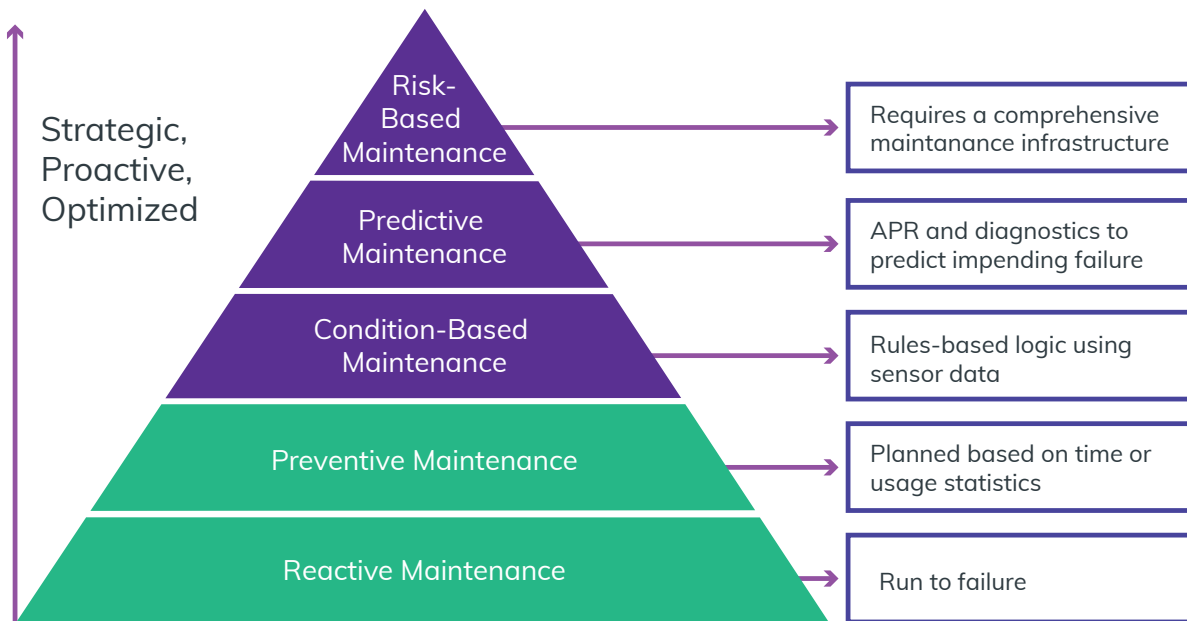 Strategic,
Proactive,
Optimized
Risk-
Based
Maintenance
Requires a comprehensive
maintanance infrastructure
Predictive
Maintenance
APR and diagnostics to
predict impending failure
Condition-Based
Maintenance
Rules-based logic using
sensor data
Preventive Maintenance
Planned based on time or
usage statistics
Reactive Maintenance
Run to failure